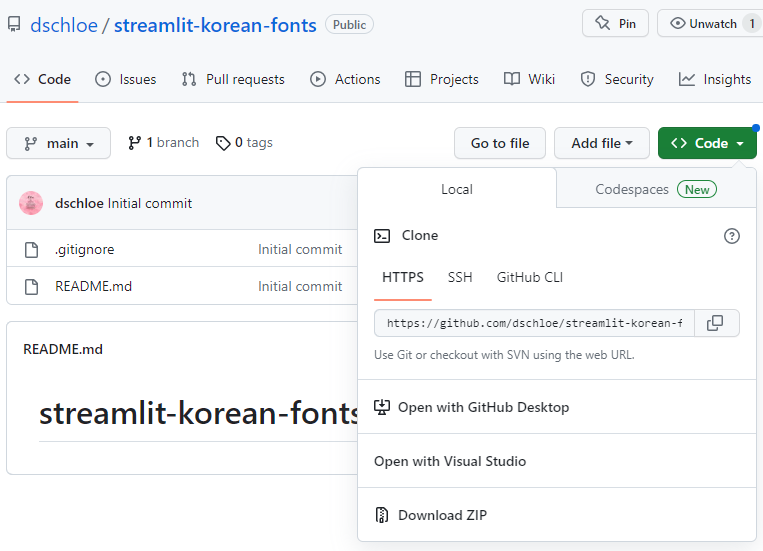 dschloe / streamlit-korean-fonts Public Pin Unwatch 1
Code Issues Pull requests Actions Projects Wiki Security Insights
main 1 branch 0 tags Go to file Add file Code
dschloe Initial commit
.gitignore Initial commit
README.md Initial commit
README.md
streamlit-korean-fonts
Local Codespaces New
Clone
HTTPS SSH GitHub CLI
https://github.com/dschloe/streamlit-korean-f
Use Git or checkout with SVN using the web URL.
Open with GitHub Desktop
Open with Visual Studio
Download ZIP